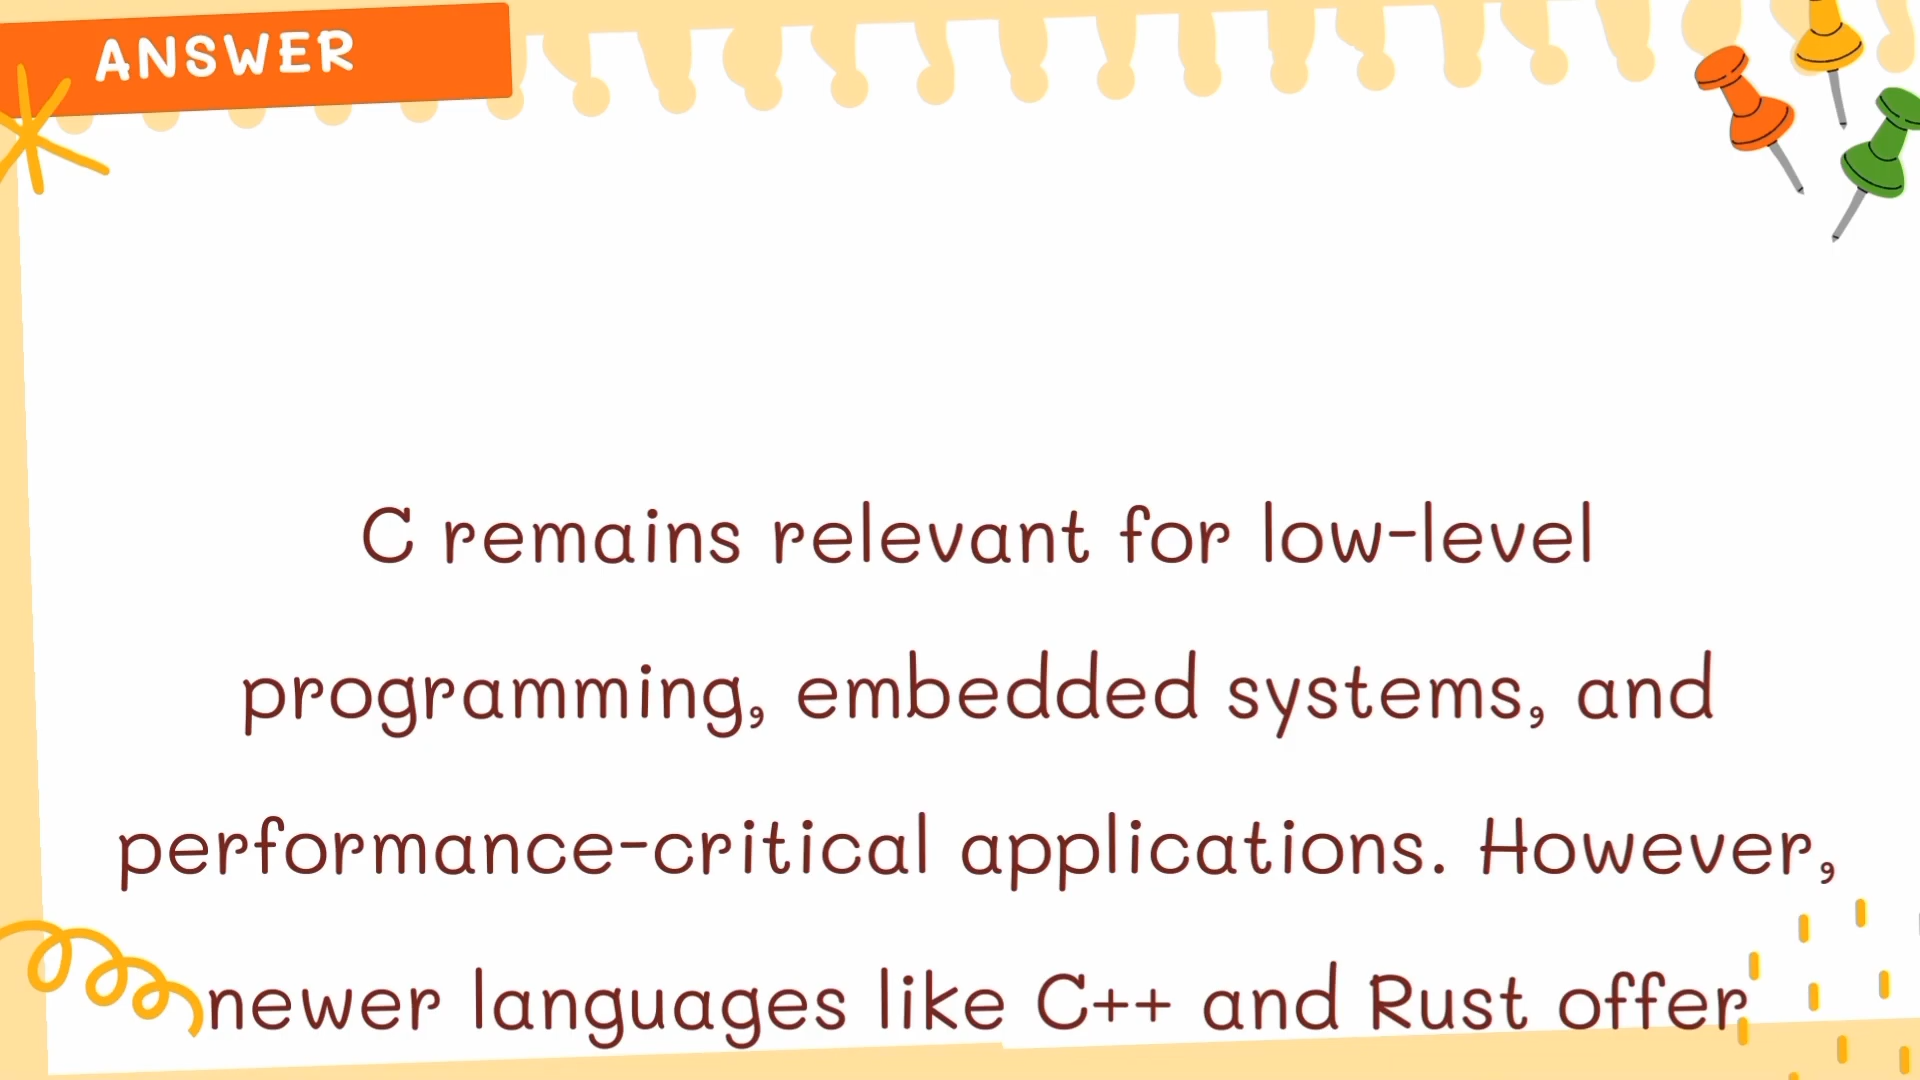 ANSWER
C remains relevant for low-level
programming, embedded systems, and
performance-critical applications. However,
newer languages like C++ and Rust offer